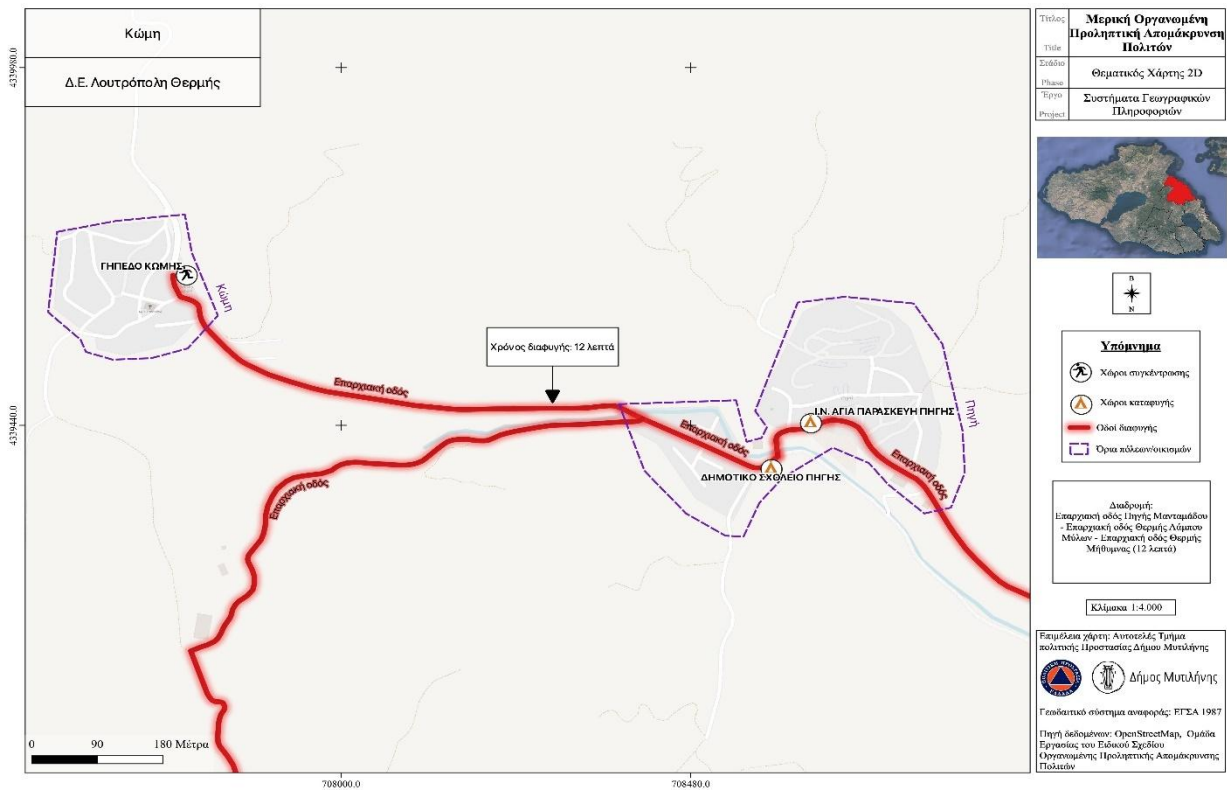 Κώμη
Δ.Ε. Λουτρόπολη Θερμής
4339980.0
4339440.0
ΓΗΠΕΔΟ ΚΩΜΗΣ
Κώμη
Χρόνος διαφυγής: 12 λεπτά
Επαρχιακή οδός
Επαρχιακή οδός
Επαρχιακή οδός
Ι.Ν. ΑΓΙΑ ΠΑΡΑΣΚΕΥΗ ΠΗΓΗΣ
Πηγή
ΔΗΜΟΤΙΚΟ ΣΧΟΛΕΙΟ ΠΗΓΗΣ
Επαρχιακή οδός
0 90 180 Μέτρα
708000.0
708480.0
Τίτλος
Title
Μερική Οργανωμένη
Προληπτική Απομάκρυνση
Πολιτών
Στάδιο
Phase
Θεματικός Χάρτης 2D
Έργο
Project
Συστήματα Γεωγραφικών
Πληροφοριών
Β
Ν
Υπόμνημα
Χώροι συγκέντρωσης
Χώροι καταφυγής
Οδοί διαφυγής
Όρια πόλεων/οικισμών
Διαδρομή:
Επαρχιακή οδός Πηγής Μανταμάδου
- Επαρχιακή οδός Θερμής Λάμπου
Μύλων - Επαρχιακή οδός Θερμής
Μήθυμνας (12 λεπτά)
Κλίμακα 1:4.000
Επιμέλεια χάρτη: Αυτοτελές Τμήμα
πολιτικής Προστασίας Δήμου Μυτιλήνης
ΠΟΛΙΤΙΚΗ ΠΡΟΣΤΑΣΙΑ
ΕΛΛΑΔΑ
Δήμος Μυτιλήνης
Γεωδαιτικό σύστημα αναφοράς: ΕΓΣΑ 1987
Πηγή δεδομένων: OpenStreetMap, Ομάδα
Εργασίας του Ειδικού Σχεδίου
Οργανωμένης Προληπτικής Απομάκρυνσης
Πολιτών